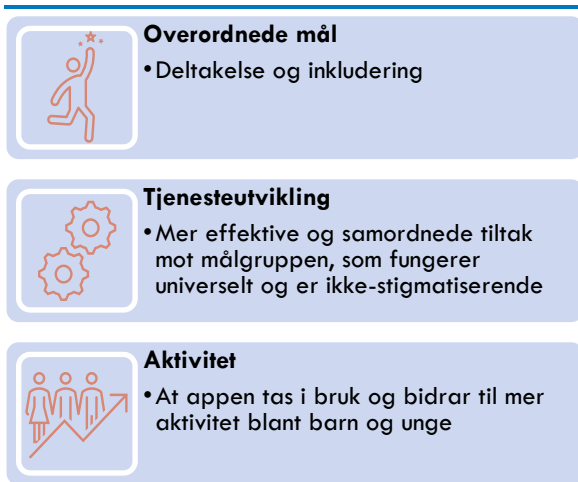 Overordnede mål
•Deltakelse og inkludering
Tjenesteutvikling
•Mer effektive og samordnede tiltak
mot målgruppen, som fungerer
universelt og er ikke-stigmatiserende
Aktivitet
•At appen tas i bruk og bidrar til mer
aktivitet blant barn og unge